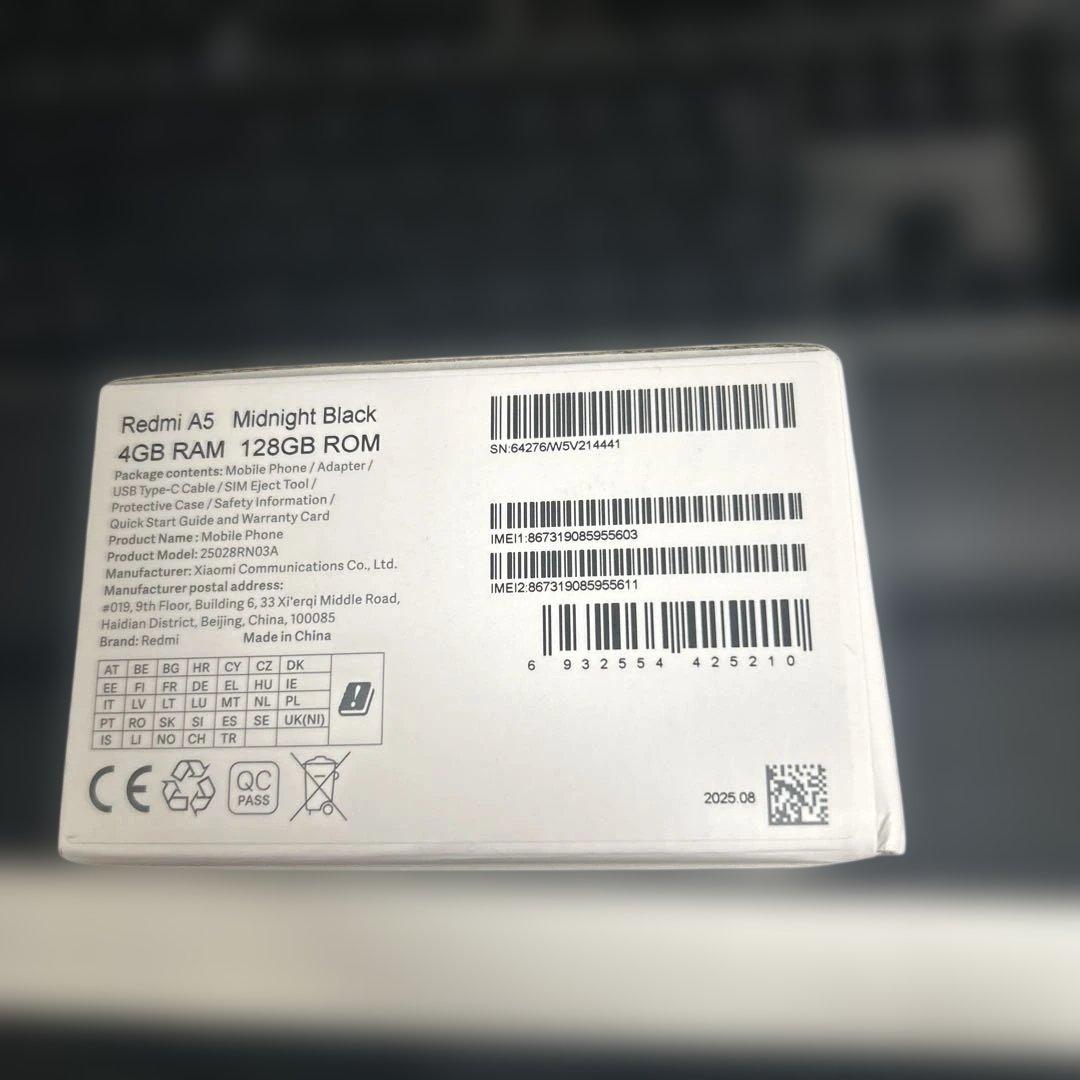 Redmi A5 Midnight Black
4GB RAM 128GB ROM
Package contents: Mobile Phone / Adapter /
USB Type-C Cable / SIM Eject Tool /
Protective Case / Safety Information /
Quick Start Guide and Warranty Card
Product Name: Mobile Phone
Product Model: 25028RN03A
Manufacturer: Xiaomi Communications Co., Ltd.
Manufacturer postal address:
#019, 9th Floor, Building 6, 33 Xi'erqi Middle Road,
Haidian District, Beijing, China, 100085
Brand: Redmi Made in China
AT BE BG HR CY CZ DK
EE FI FR DE EL HU IE
IT LV LT LU MT NL PL
PT RO SK SI ES SE UK(NI)
IS LI NO CH TR
CE
QC
PASS
SN:64276/W5V214441
IMEI1:867319085955603
IMEI2:867319085955611
6 932554 425210
2025.08